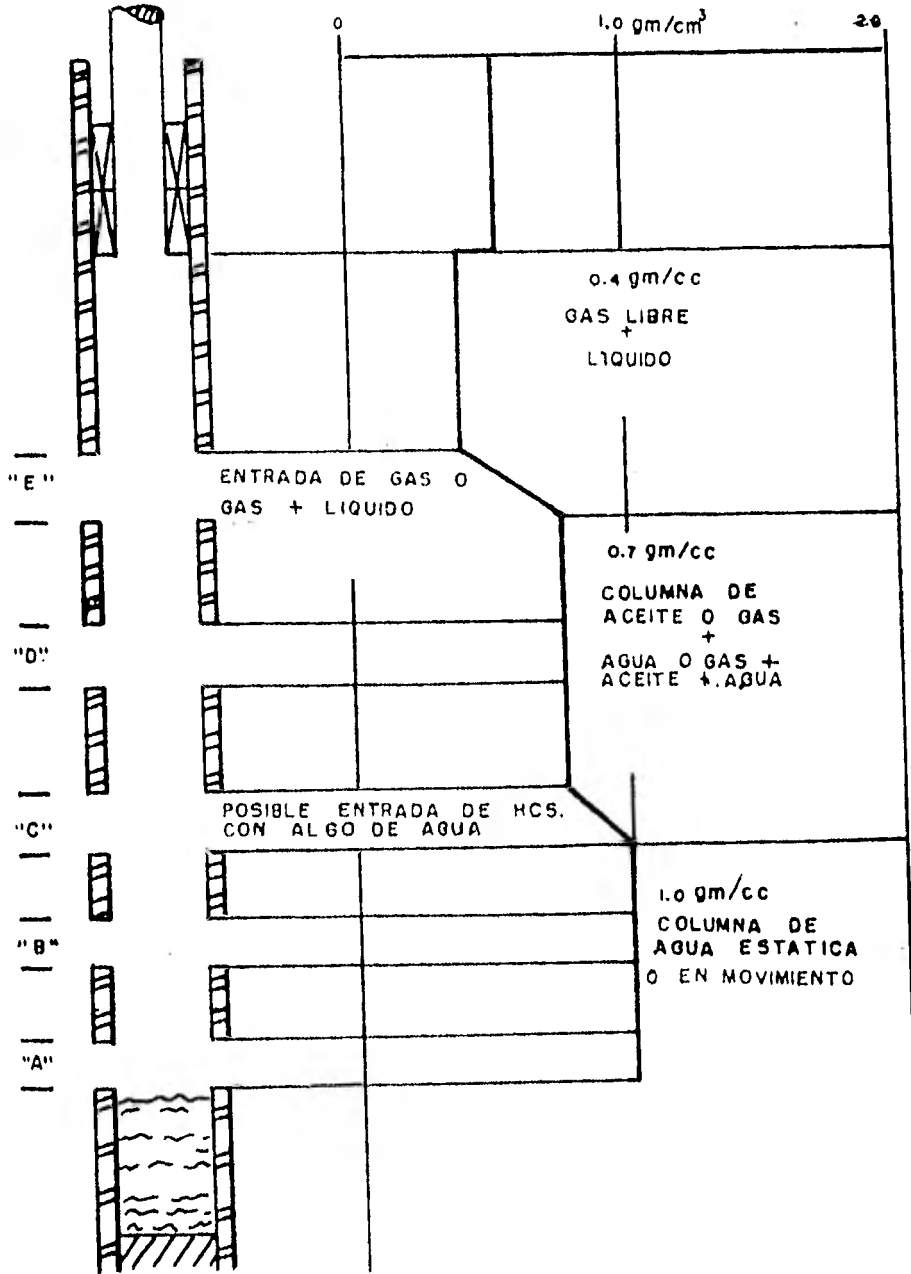 0 1.0 gm/cm³ 2.0
0.4 gm/cc
GAS LIBRE
+
LIQUIDO
"E"
ENTRADA DE GAS O
GAS + LIQUIDO
0.7 gm/cc
COLUMNA DE
ACEITE O GAS
+
AGUA O GAS +
ACEITE + AGUA
"D"
POSIBLE ENTRADA DE HCS.
CON ALGO DE AGUA
"C"
1.0 gm/cc
COLUMNA DE
AGUA ESTATICA
O EN MOVIMIENTO
"B"
"A"